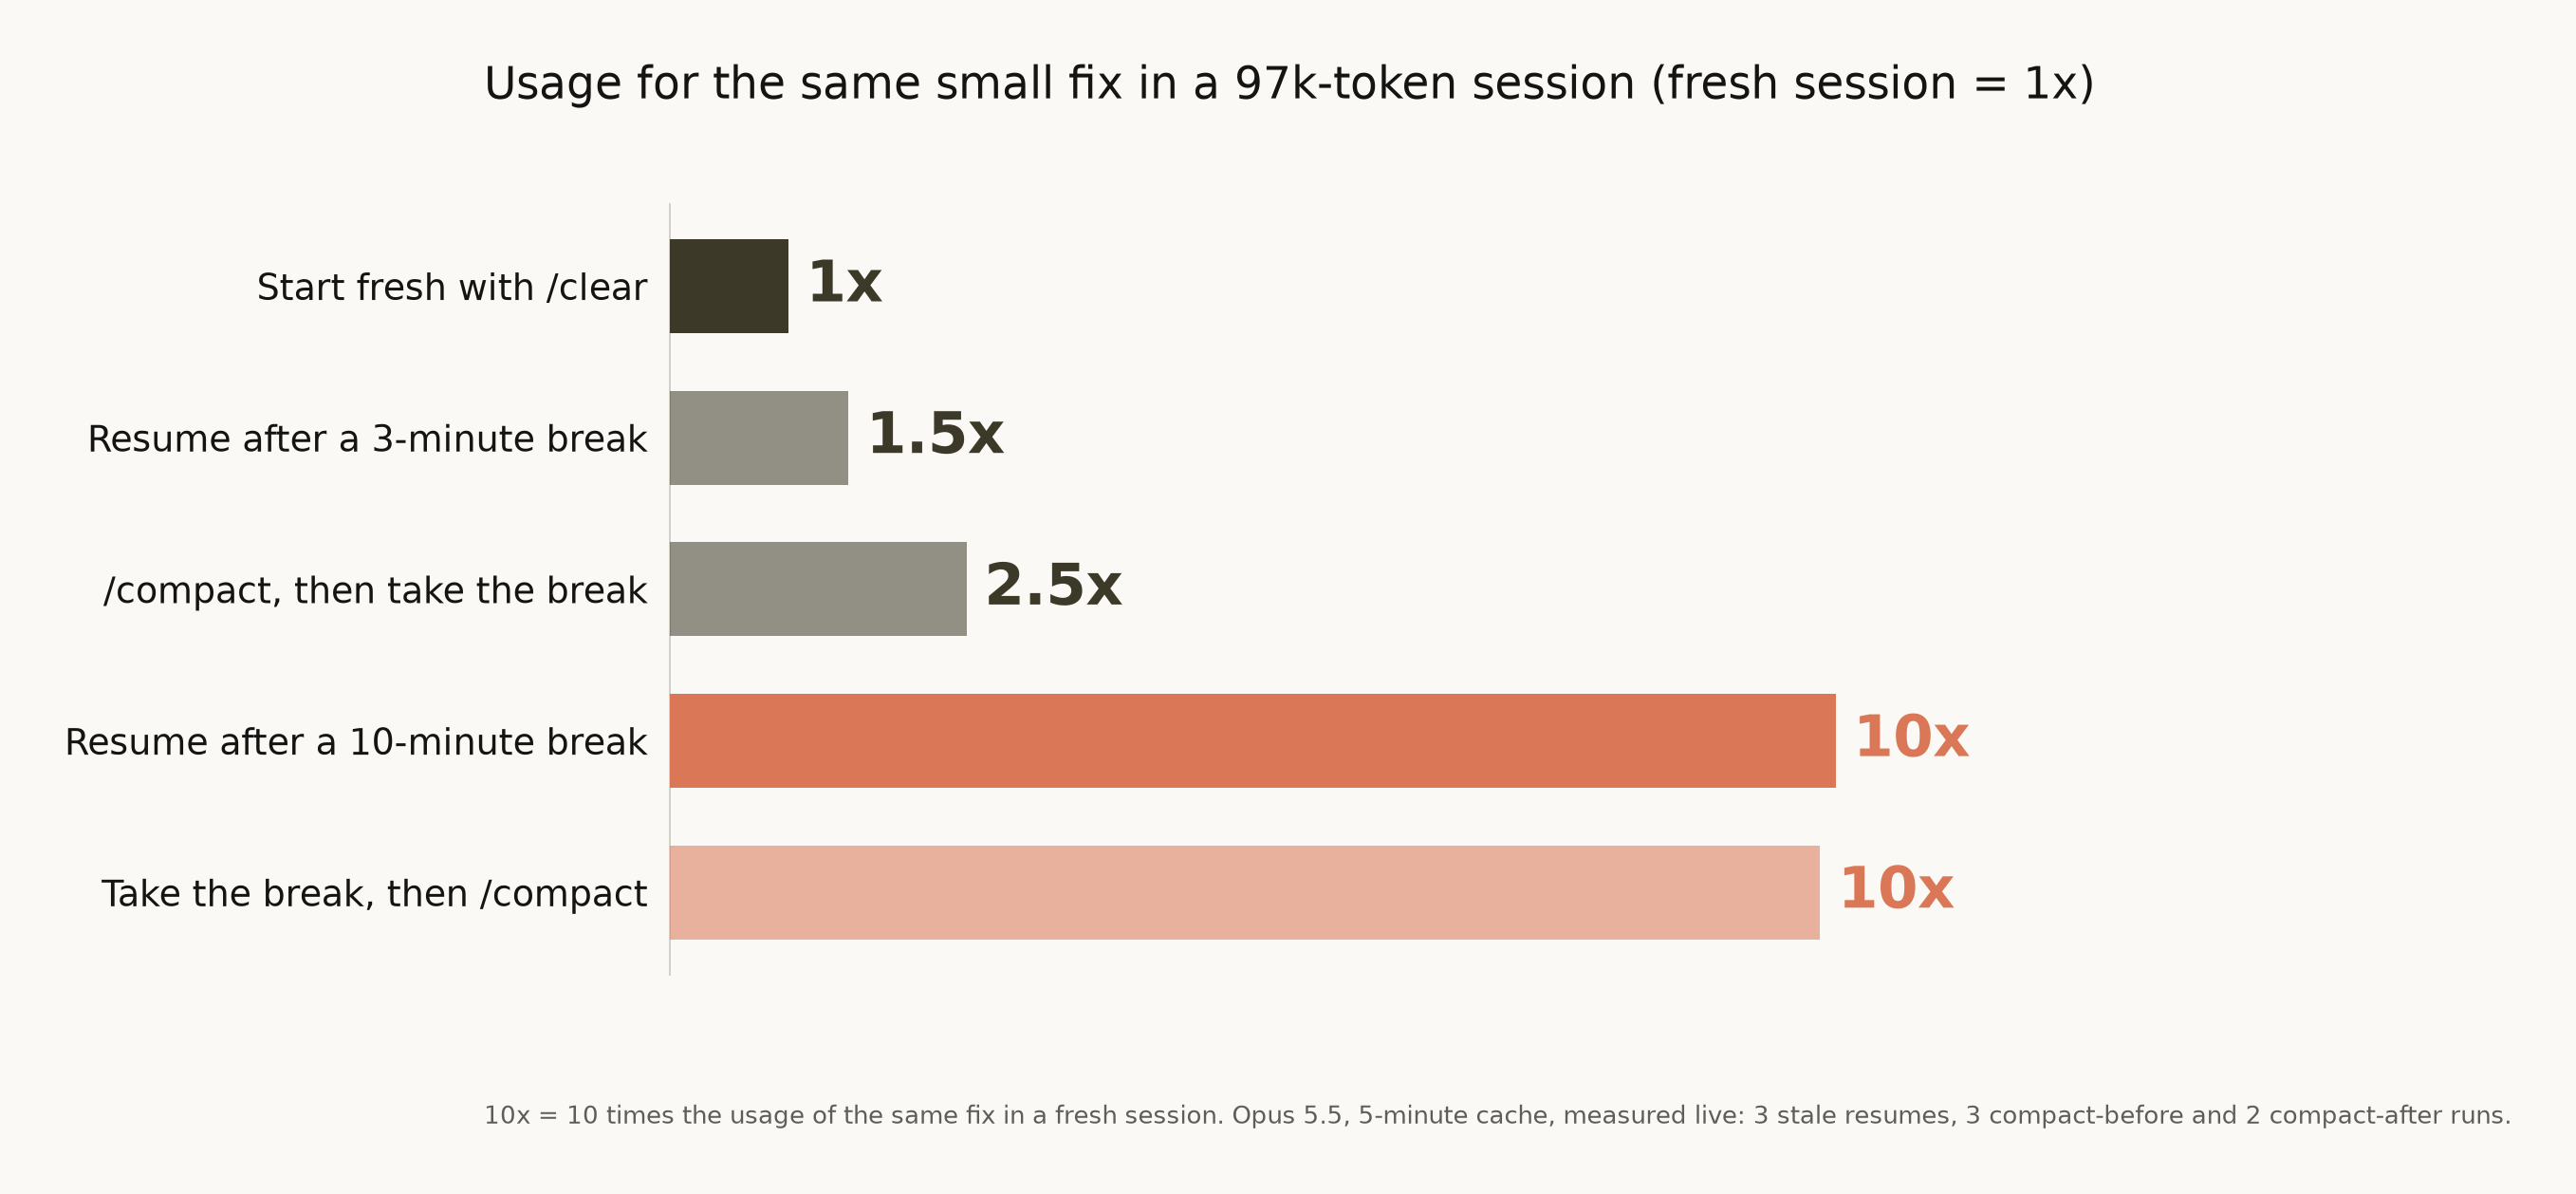 Usage for the same small fix in a 97k-token session (fresh session = 1x)
Start fresh with /clear
1x
Resume after a 3-minute break
1.5x
/compact, then take the break
2.5x
Resume after a 10-minute break
10x
Take the break, then /compact
10x
10x = 10 times the usage of the same fix in a fresh session. Opus 5.5, 5-minute cache, measured live: 3 stale resumes, 3 compact-before and 2 compact-after runs.